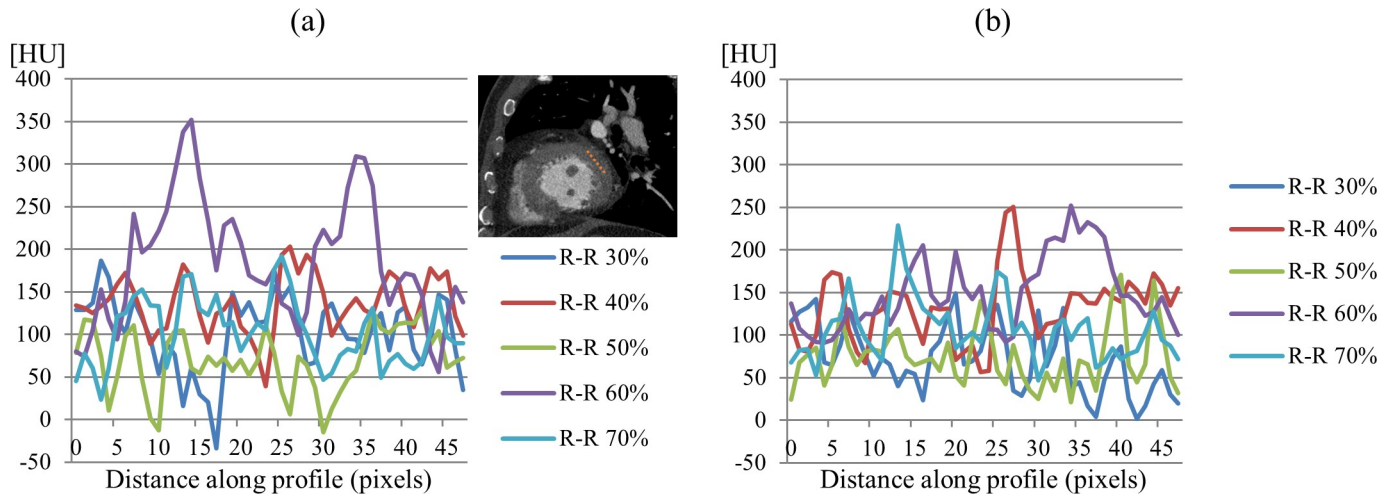 (a)
[HU]
400
350
300
250
200
150
100
50
0
-50
0 5 10 15 20 25 30 35 40 45
Distance along profile (pixels)
R-R 30%
R-R 40%
R-R 50%
R-R 60%
R-R 70%
(b)
[HU]
400
350
300
250
200
150
100
50
0
-50
0 5 10 15 20 25 30 35 40 45
Distance along profile (pixels)
R-R 30%
R-R 40%
R-R 50%
R-R 60%
R-R 70%